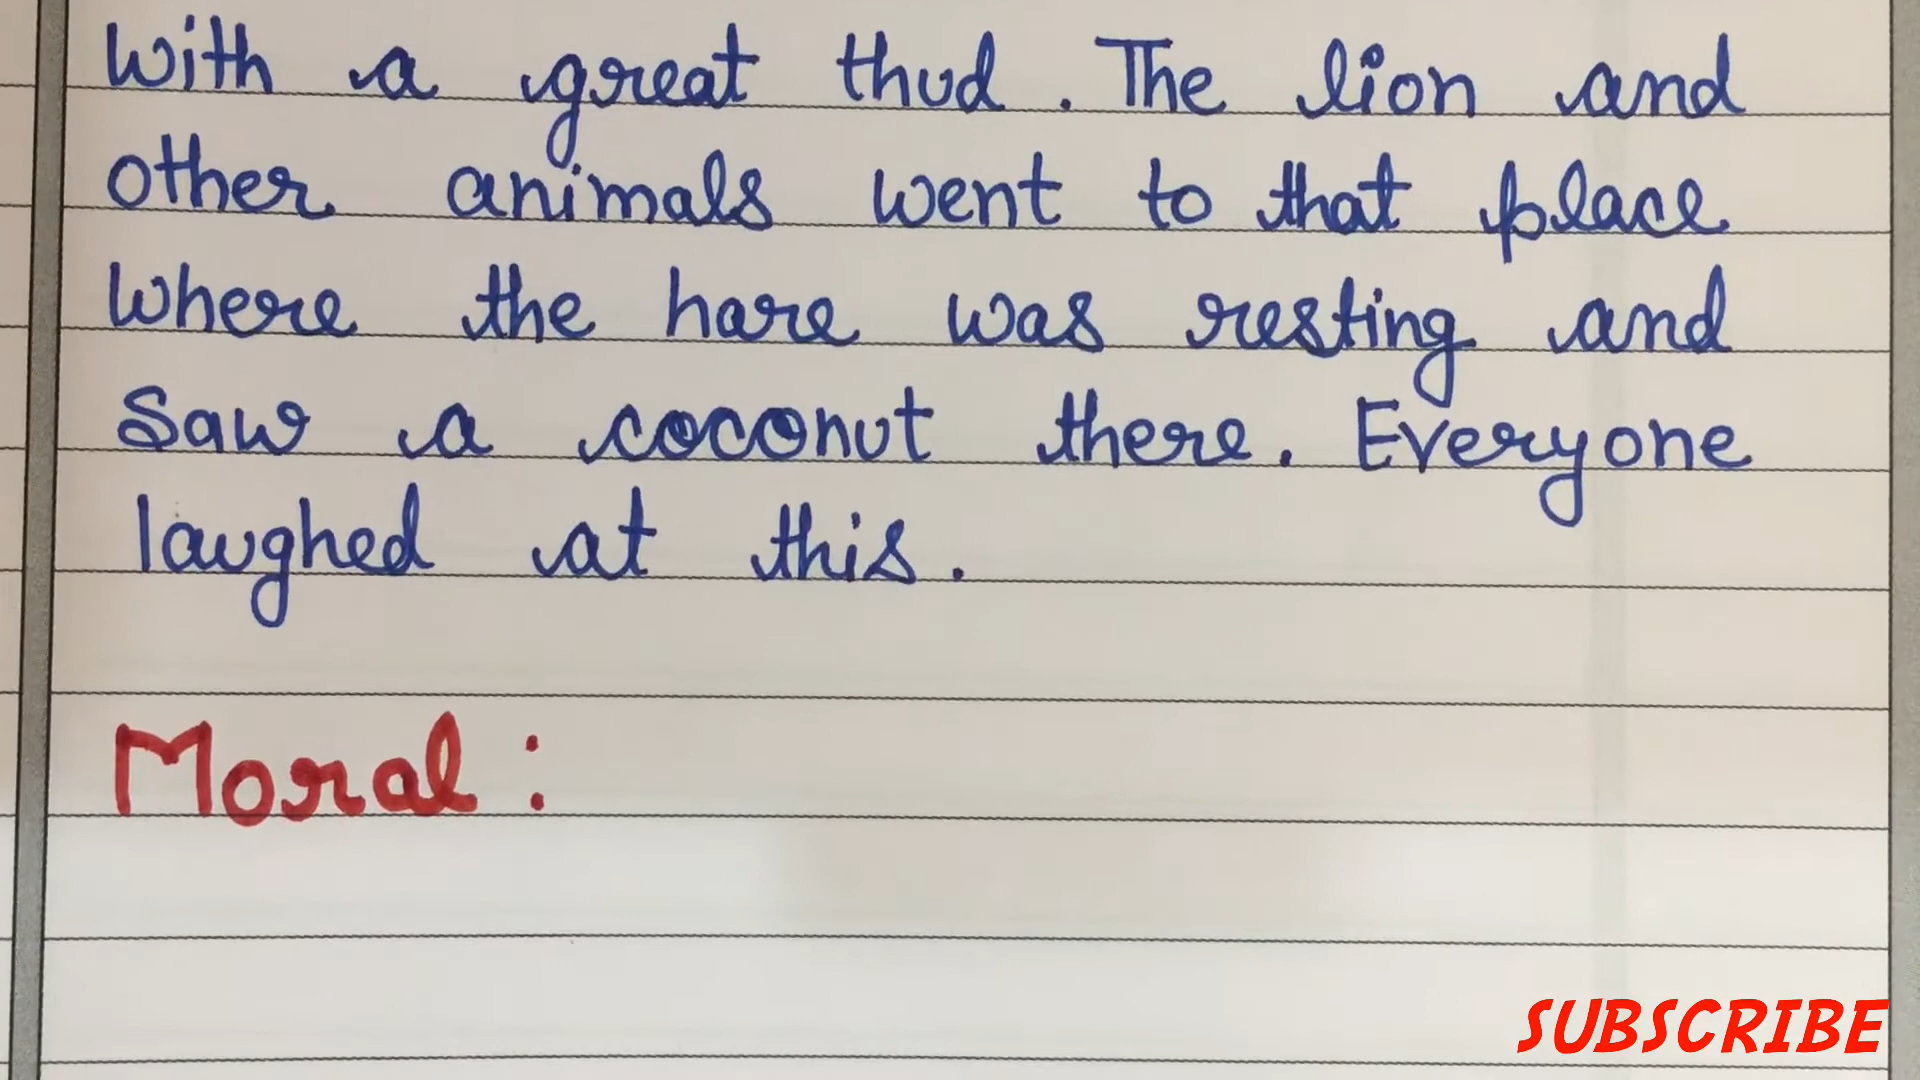 with a great thud. The lion and
other animals went to that place
where the hare was resting and
saw a coconut there. Everyone
laughed at this.
Moral :
SUBSCRIBE